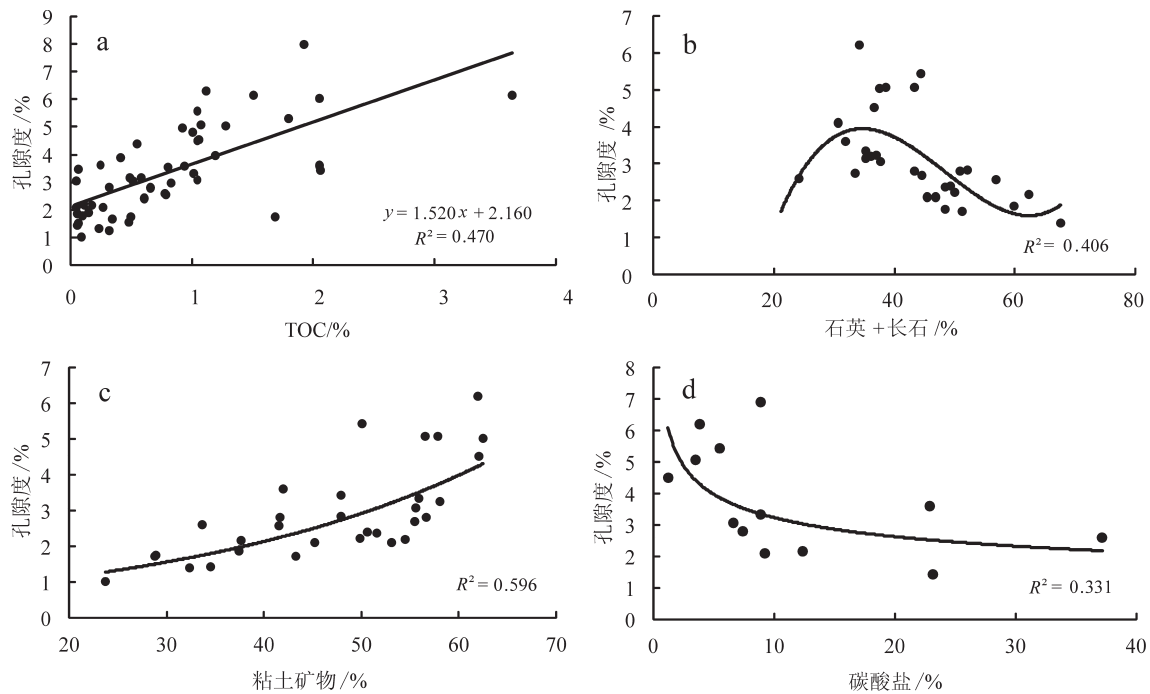 a
孔隙度 /%
9
8
7
6
5
4
3
2
1
0
y = 1.520x + 2.160
R² = 0.470
0 1 2 3 4
TOC/%
b
孔隙度 /%
7
6
5
4
3
2
1
0
R² = 0.406
0 20 40 60 80
石英 +长石 /%
c
孔隙度 /%
7
6
5
4
3
2
1
0
R² = 0.596
20 30 40 50 60 70
粘土矿物 /%
d
孔隙度 /%
8
7
6
5
4
3
2
1
0
R² = 0.331
0 10 20 30 40
碳酸盐 /%